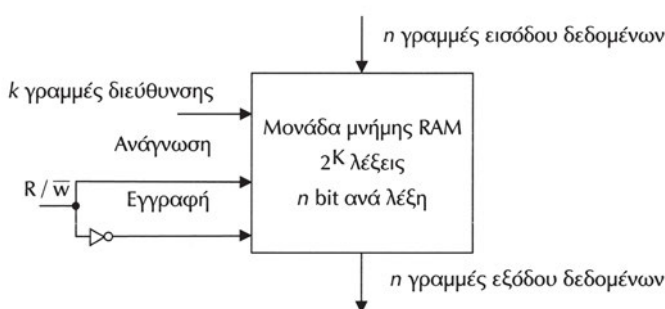 n γραμμές εισόδου δεδομένων
k γραμμές διεύθυνσης
Ανάγνωση
R / w̅
Εγγραφή
Μονάδα μνήμης RAM
2ᴷ λέξεις
n bit ανά λέξη
n γραμμές εξόδου δεδομένων